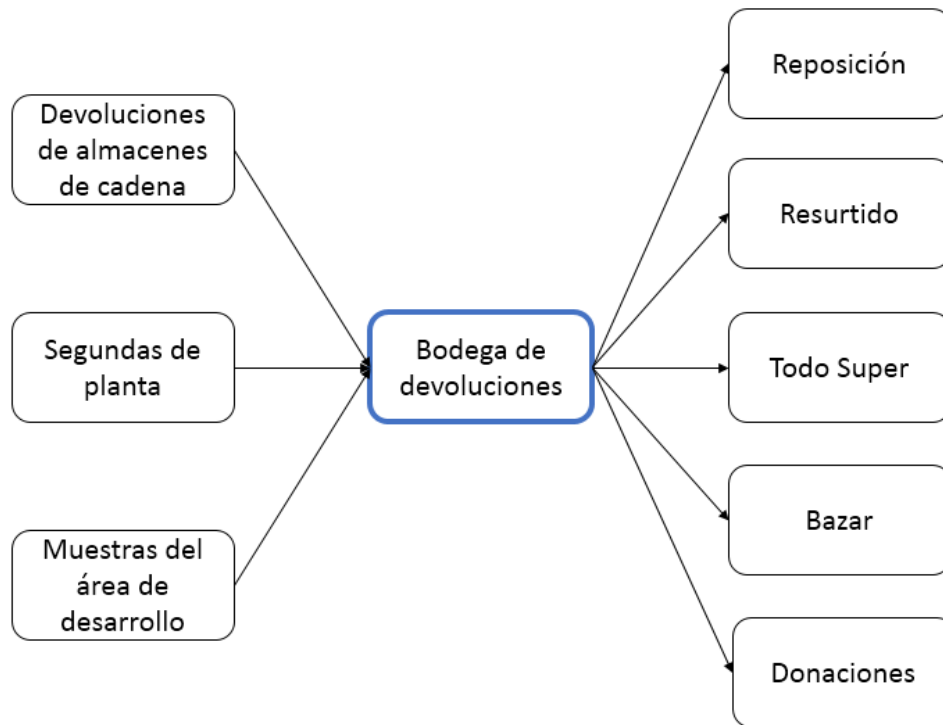 Devoluciones
de almacenes
de cadena
Segundas de
planta
Muestras del
área de
desarrollo
Bodega de
devoluciones
Reposición
Resurtido
Todo Super
Bazar
Donaciones